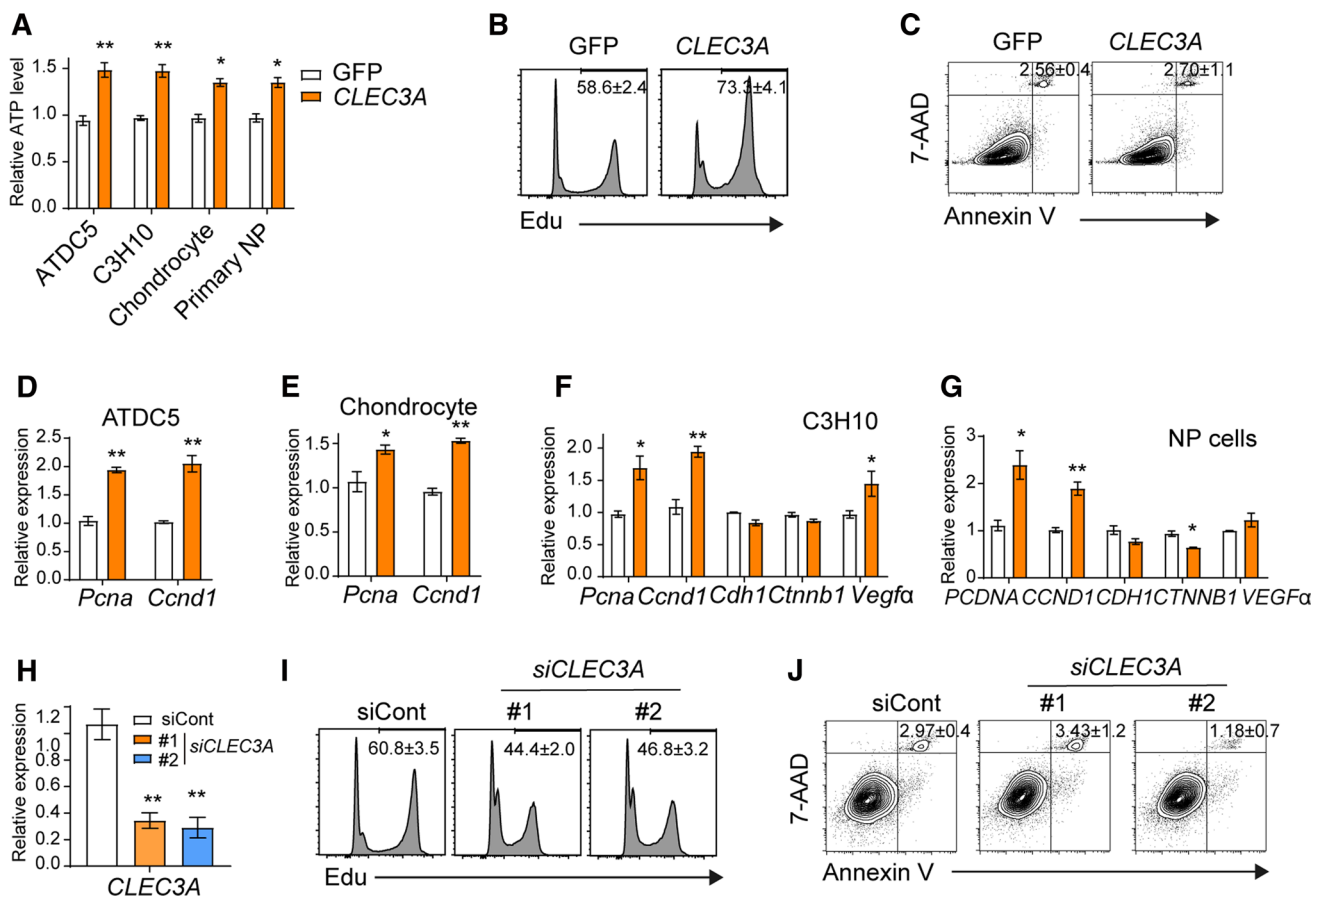 A
Relative ATP level
1.5
1.0
0.5
0.0
** ** * *
GFP
CLEC3A
ATDC5
C3H10
Chondrocyte
Primary NP
B
GFP CLEC3A
58.6±2.4 73.3±4.1
Edu
C
GFP CLEC3A
2.56±0.4 2.70±1.1
7-AAD
Annexin V
D
ATDC5
Relative expression
2.5
2.0
1.5
1.0
0.5
0.0
** **
Pcna Ccnd1
E
Chondrocyte
Relative expression
1.5
1.0
0.5
0.0
* **
Pcna Ccnd1
F
C3H10
Relative expression
2.0
1.5
1.0
0.5
0.0
* ** *
Pcna Ccnd1 Cdh1 Ctnnb1 Vegfα
G
NP cells
Relative expression
3
2
1
0
* ** *
PCDNA CCND1 CDH1 CTNNB1 VEGFα
H
Relative expression
1.2
1.0
0.8
0.6
0.4
0.2
0.0
siCont
#1
#2
siCLEC3A
** **
CLEC3A
I
siCLEC3A
siCont #1 #2
60.8±3.5 44.4±2.0 46.8±3.2
Edu
J
siCLEC3A
siCont #1 #2
2.97±0.4 3.43±1.2 1.18±0.7
7-AAD
Annexin V